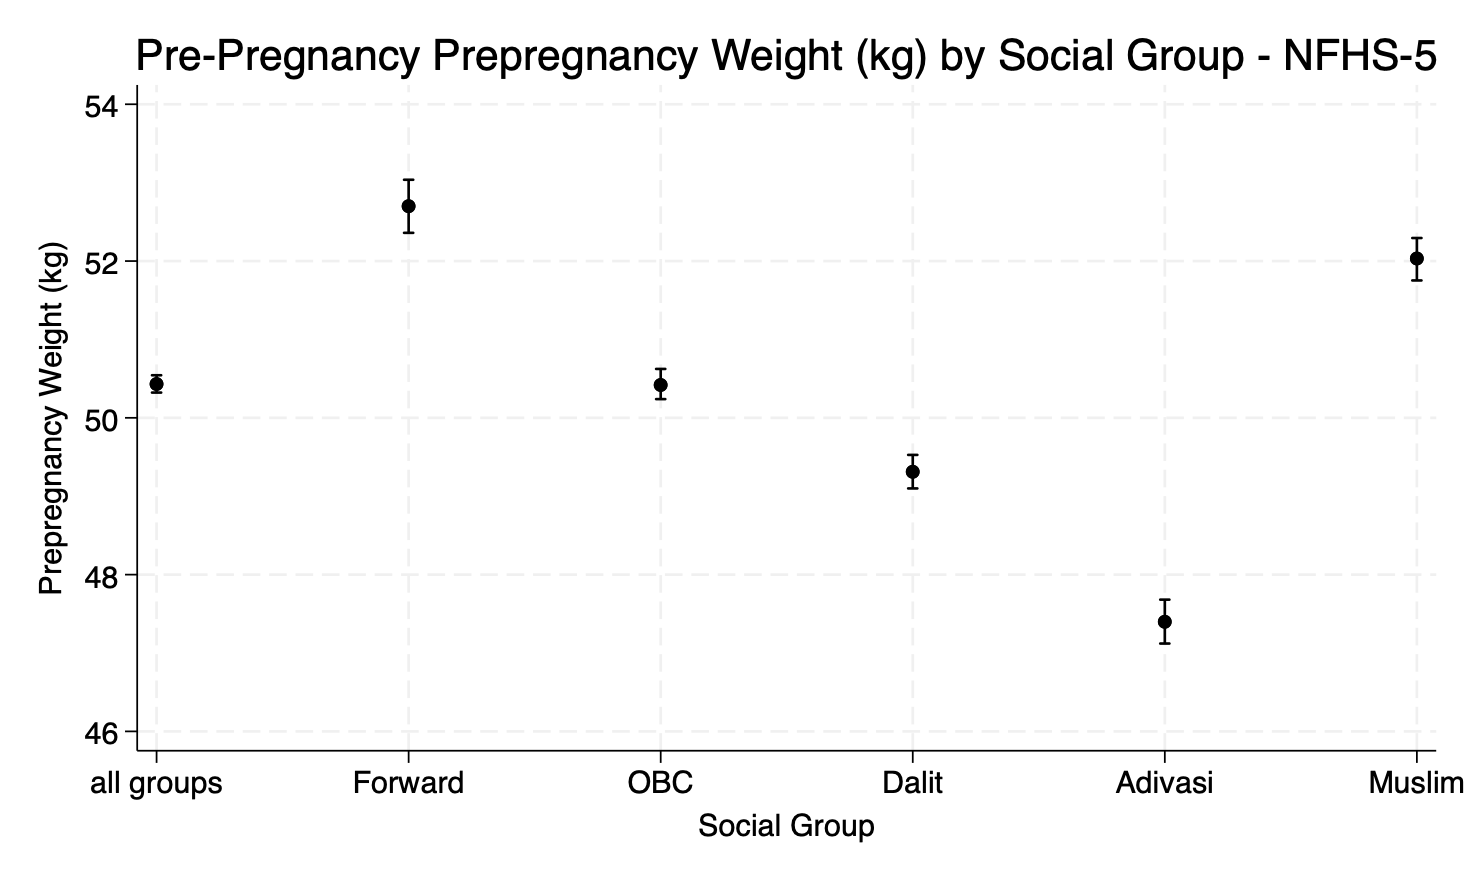 Pre-Pregnancy Prepregnancy Weight (kg) by Social Group - NFHS-5
Prepregnancy Weight (kg)
54
52
50
48
46
all groups Forward OBC Dalit Adivasi Muslim
Social Group